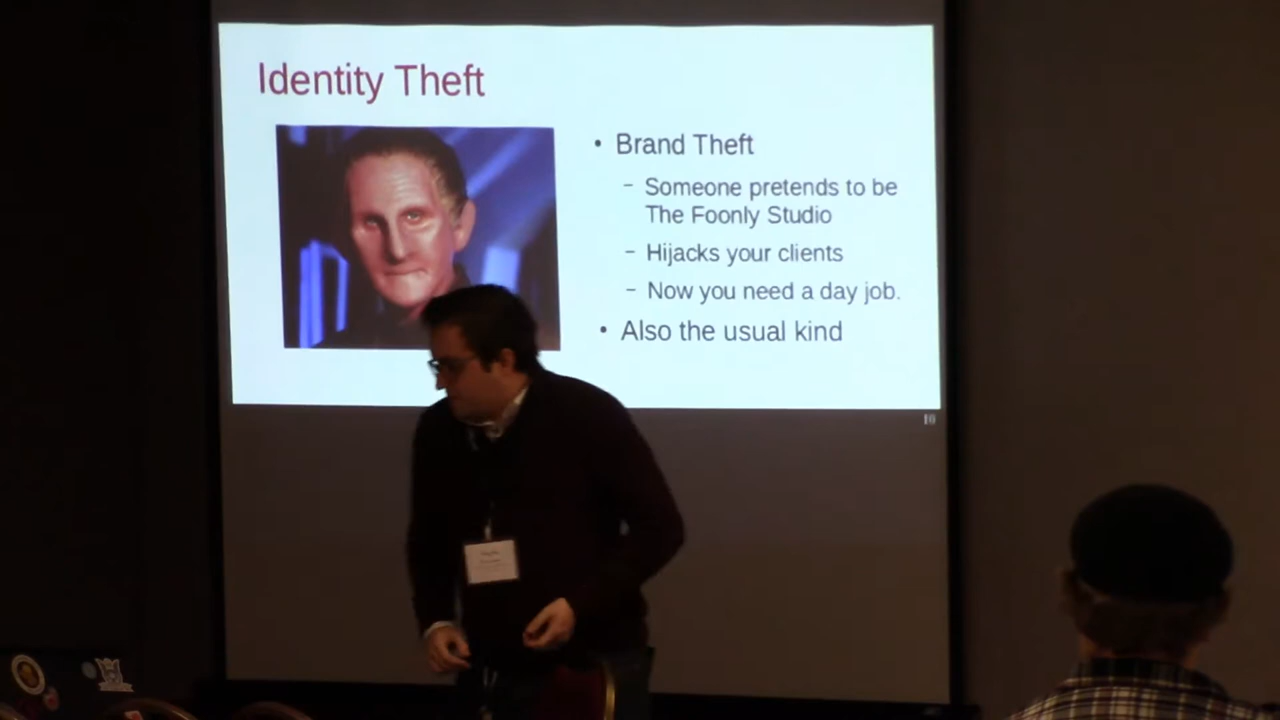 Identity Theft
• Brand Theft
– Someone pretends to be
The Foonly Studio
– Hijacks your clients
– Now you need a day job.
• Also the usual kind
10